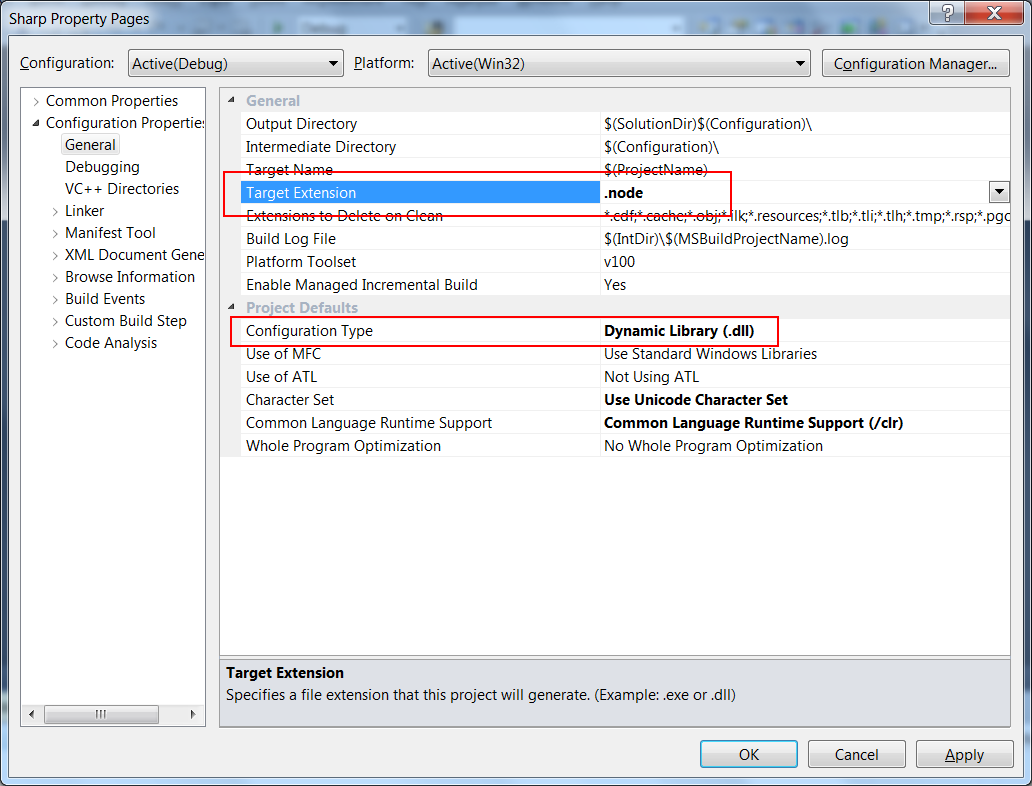 Sharp Property Pages
Configuration: Active(Debug) Platform: Active(Win32) Configuration Manager...
Common Properties
Configuration Properties
General
Debugging
VC++ Directories
Linker
Manifest Tool
XML Document Gene
Browse Information
Build Events
Custom Build Step
Code Analysis
General
Output Directory $(SolutionDir)$(Configuration)\
Intermediate Directory $(Configuration)\
Target Name $(ProjectName)
Target Extension .node
Extensions to Delete on Clean *.cdf;*.cache;*.obj;*.ilk;*.resources;*.tlb;*.tli;*.tlh;*.tmp;*.rsp;*.pgc
Build Log File $(IntDir)\$(MSBuildProjectName).log
Platform Toolset v100
Enable Managed Incremental Build Yes
Project Defaults
Configuration Type Dynamic Library (.dll)
Use of MFC Use Standard Windows Libraries
Use of ATL Not Using ATL
Character Set Use Unicode Character Set
Common Language Runtime Support Common Language Runtime Support (/clr)
Whole Program Optimization No Whole Program Optimization
Target Extension
Specifies a file extension that this project will generate. (Example: .exe or .dll)
OK Cancel Apply